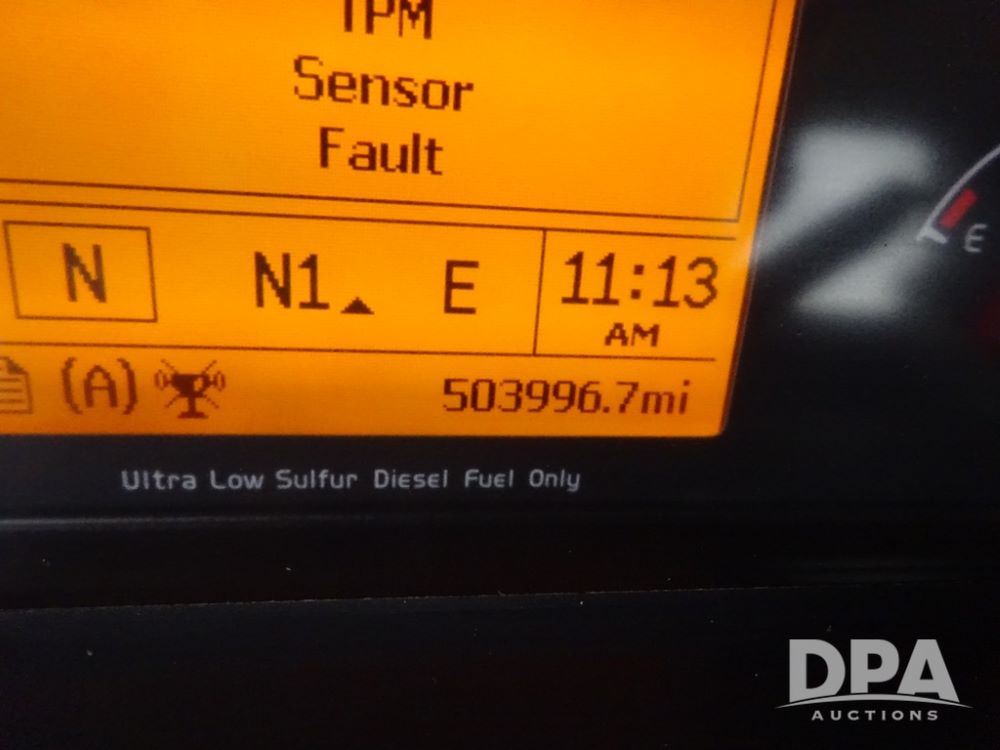 TPM
Sensor
Fault
N N1 E 11:13
AM
(A) 503996.7mi
E
Ultra Low Sulfur Diesel Fuel Only
DPA
AUCTIONS